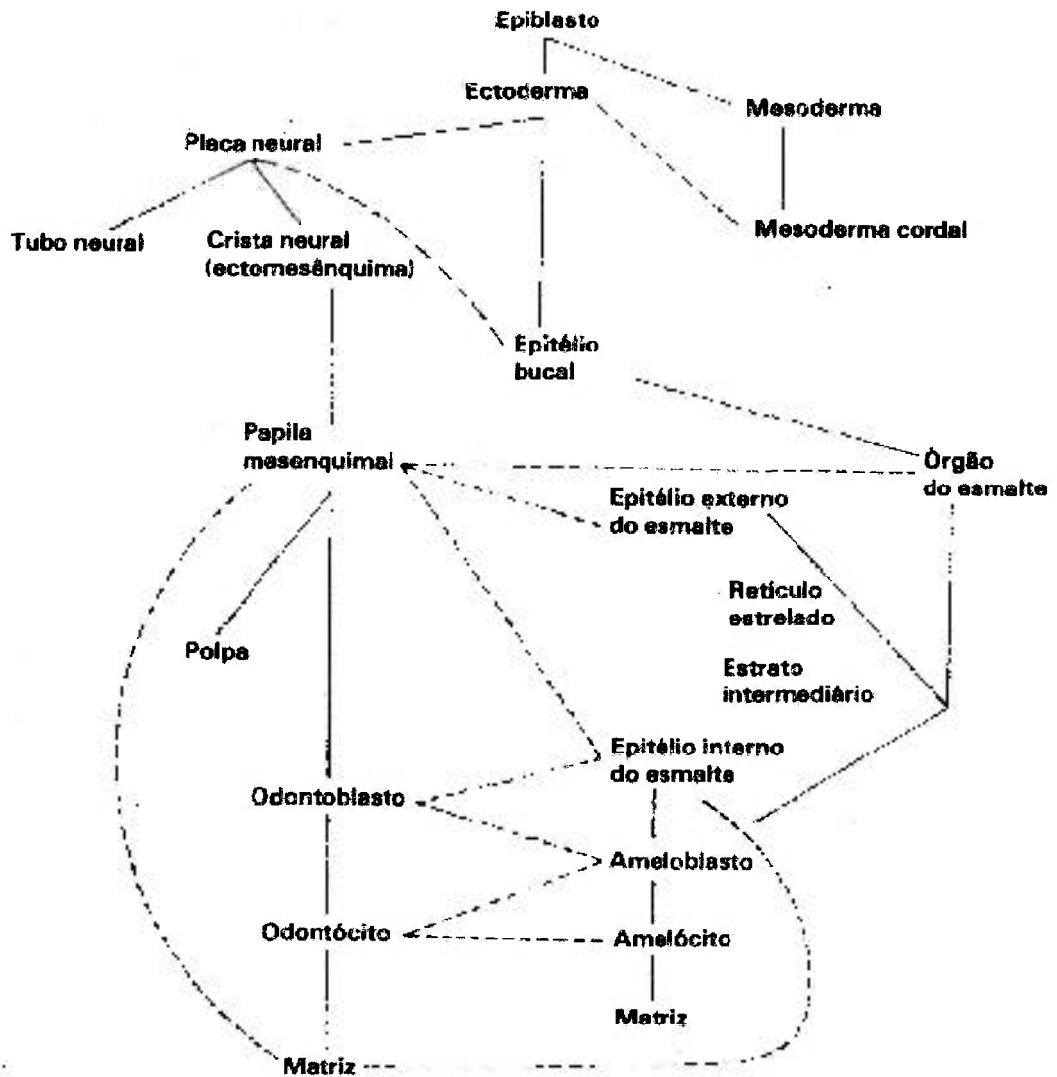 Epiblasto
Ectoderma
Mesoderma
Placa neural
Tubo neural
Crista neural
(ectomesênquima)
Mesoderma cordal
Epitélio
bucal
Papila
mesenquimal
Órgão
do esmalte
Epitélio externo
do esmalte
Retículo
estrelado
Polpa
Estrato
intermediário
Epitélio interno
do esmalte
Odontoblasto
Ameloblasto
Odontócito
Amelócito
Matriz
Matriz